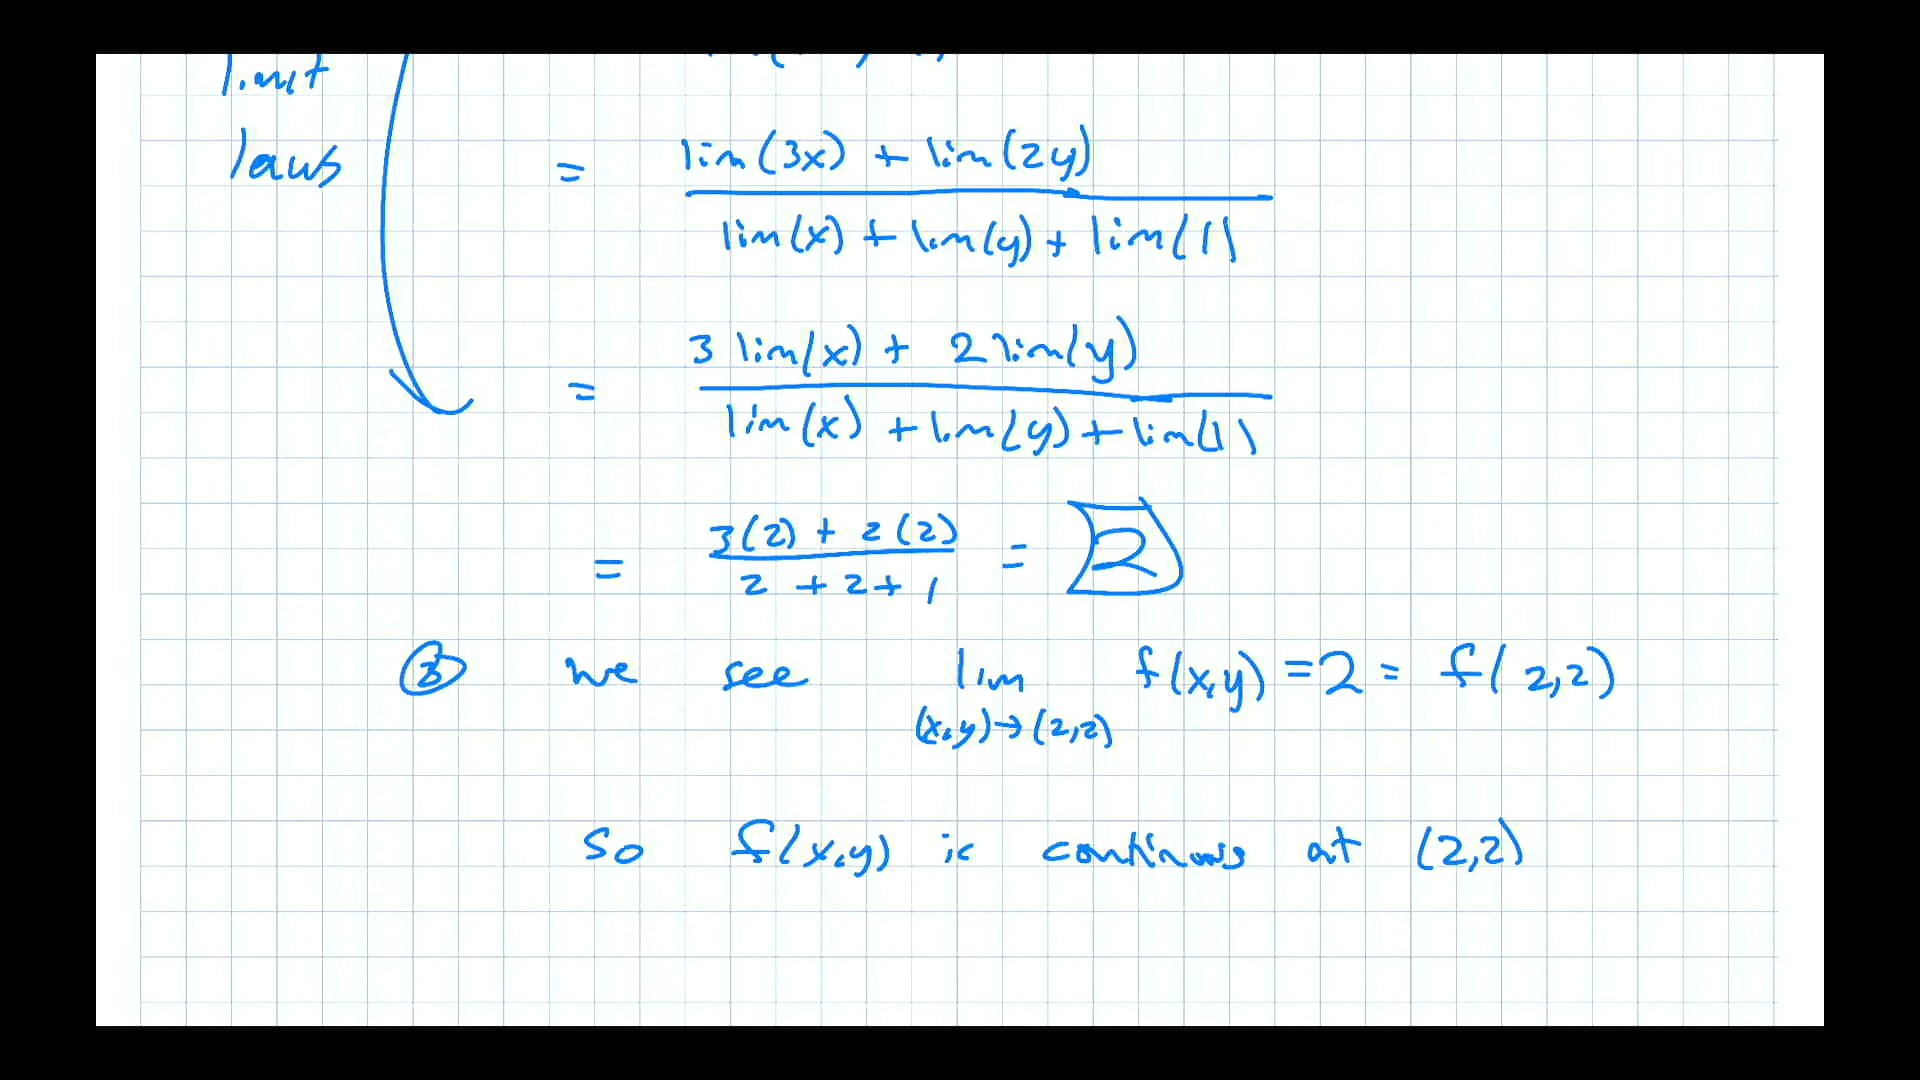 limit
laws
= lim(3x) + lim(2y)
lim(x) + lim(y) + lim(1)
= 3 lim(x) + 2 lim(y)
lim(x) + lim(y) + lim(1)
= 3(2) + 2(2) = 2
2 + 2 + 1
③ we see lim f(x,y) = 2 = f(2,2)
(x,y)→(2,2)
So f(x,y) is continuous at (2,2)